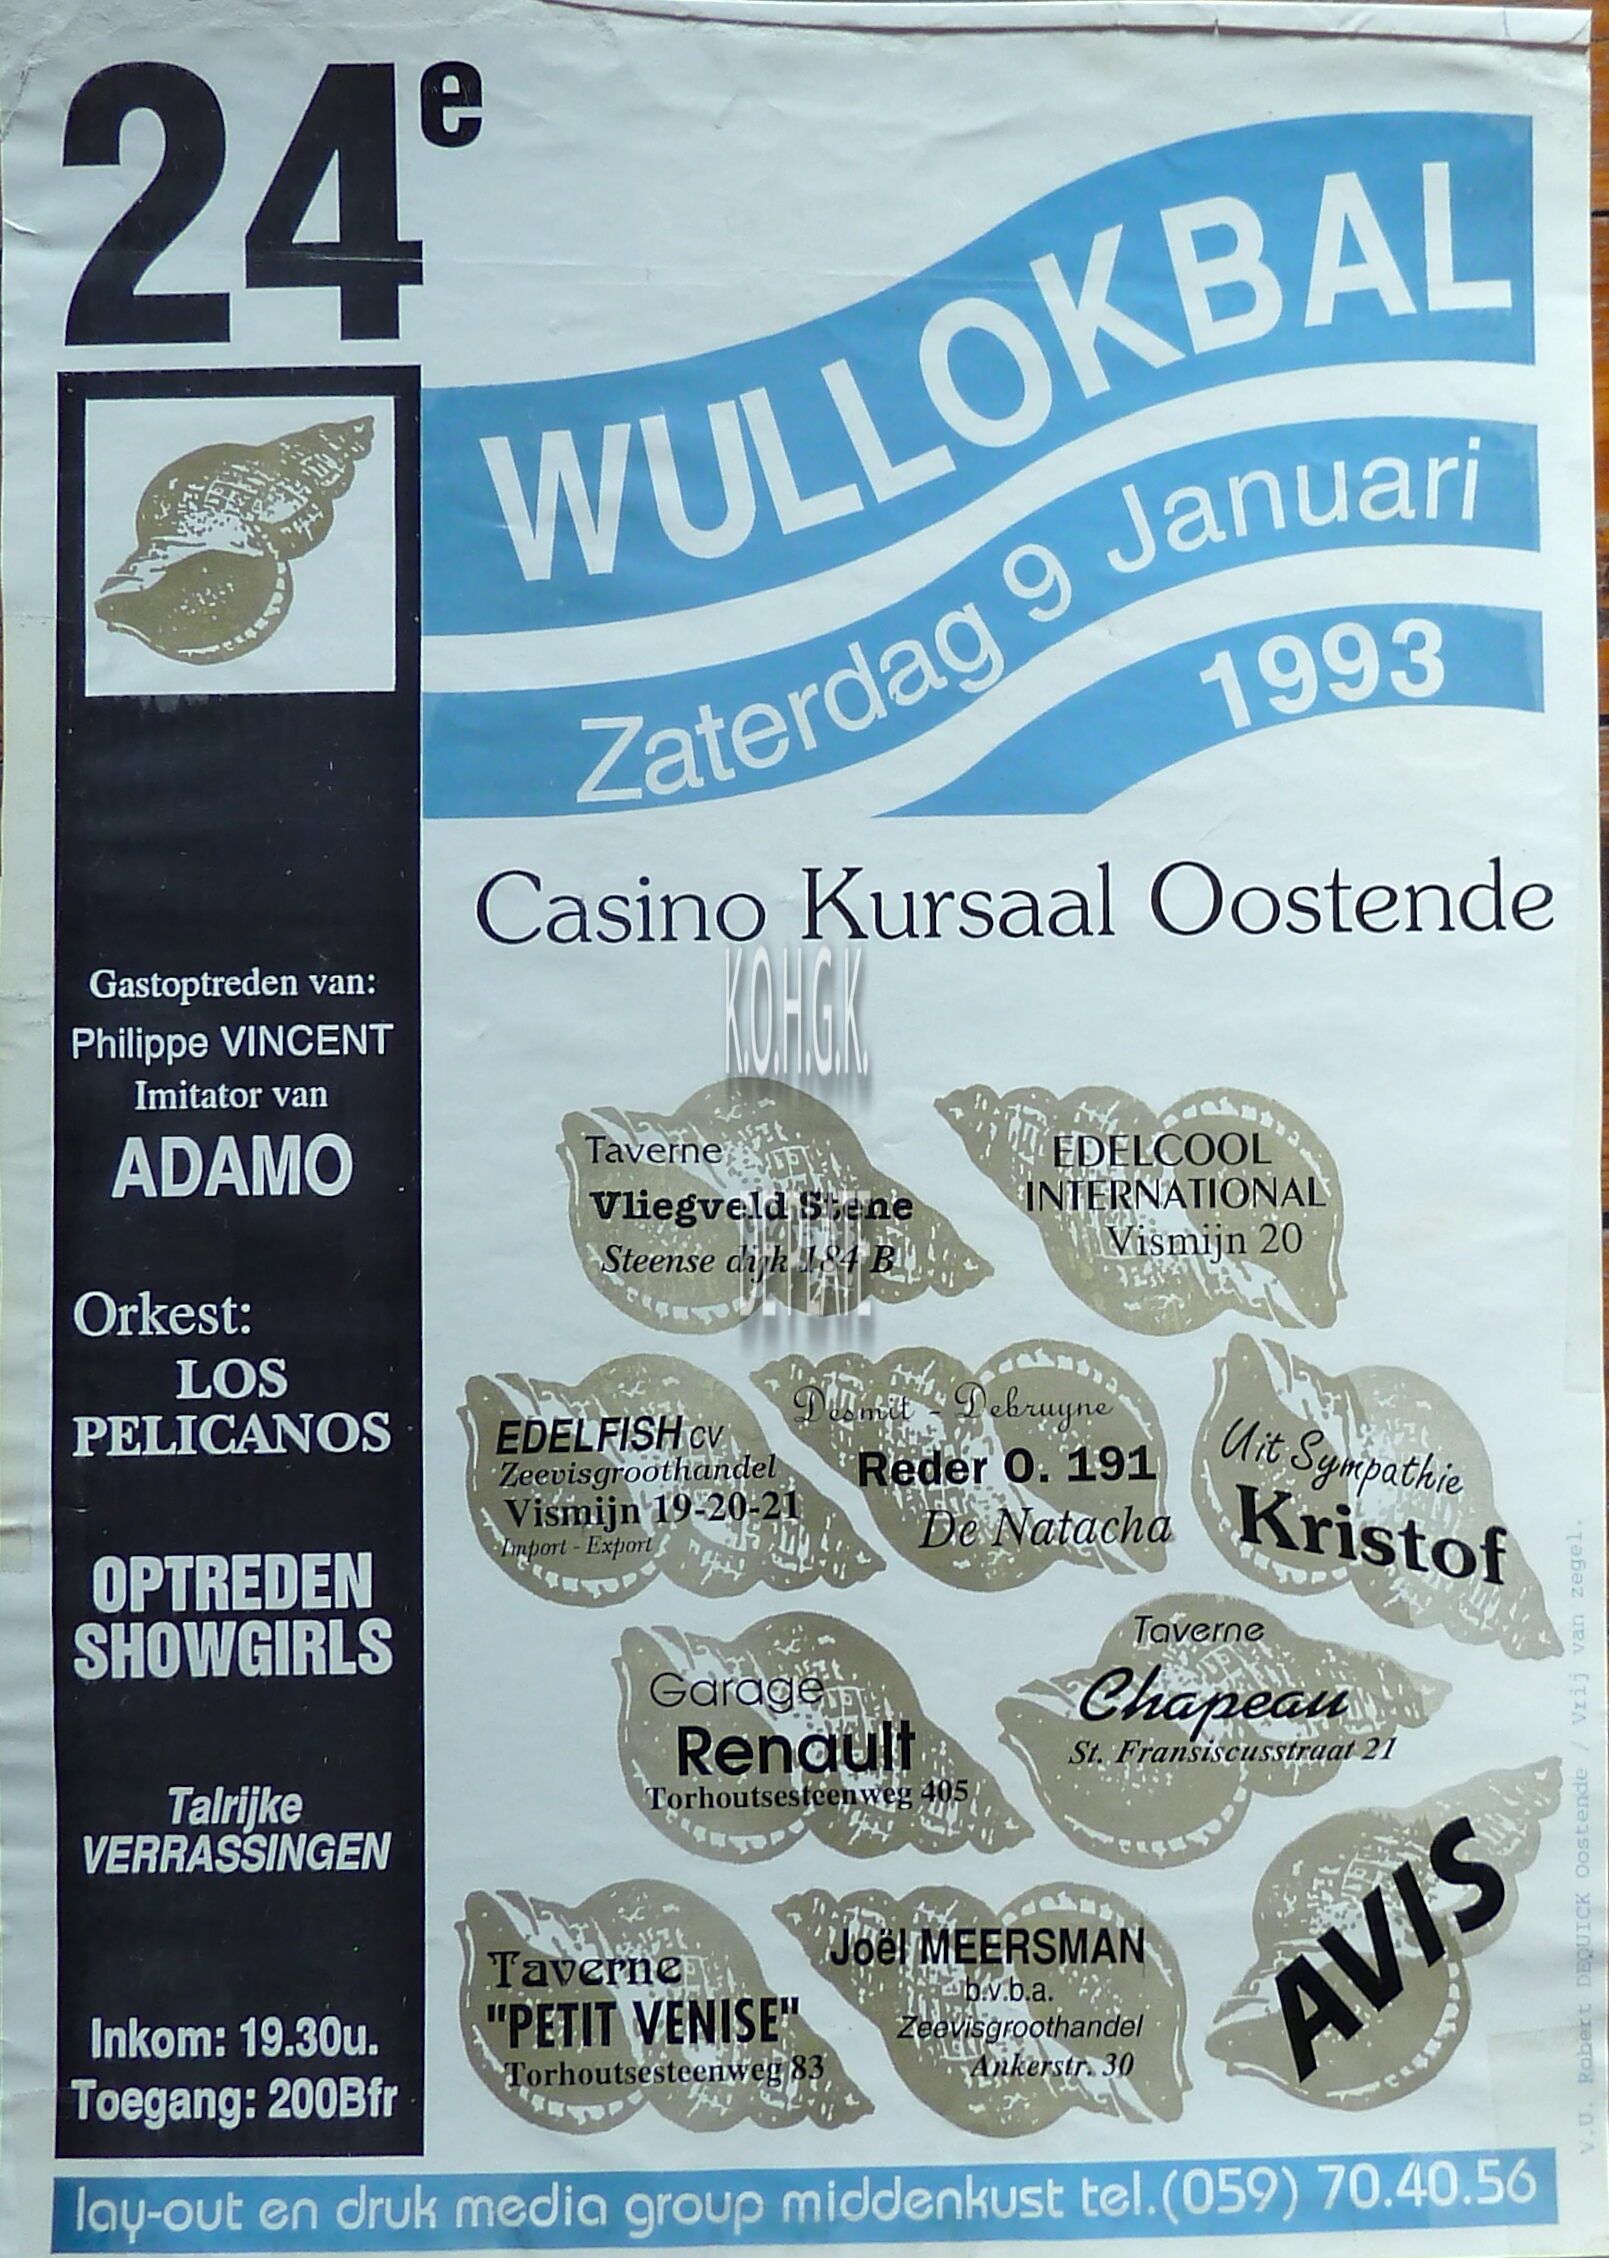 24e
WULLOKBAL
Zaterdag 9 Januari
1993
Casino Kursaal Oostende
K.O.H.G.K.
DE PLATE
Gastoptreden van:
Philippe VINCENT
Imitator van
ADAMO
Orkest:
LOS
PELICANOS
OPTREDEN
SHOWGIRLS
Talrijke
VERRASSINGEN
Inkom: 19.30u.
Toegang: 200Bfr
Taverne
Vliegveld Stene
Steense dijk 184 B
EDELCOOL
INTERNATIONAL
Vismijn 20
EDELFISH CV
Zeevisgroothandel
Vismijn 19-20-21
Import - Export
Desmit - Debruyne
Reder O. 191
De Natacha
Uit Sympathie
Kristof
Garage
Renault
Torhoutsesteenweg 405
Taverne
Chapeau
St. Fransiscusstraat 21
Taverne
"PETIT VENISE"
Torhoutsesteenweg 83
Joël MEERSMAN
b.v.b.a.
Zeevisgroothandel
Ankerstr. 30
AVIS
v.U. Robert DEQUICK Oostende / Vrij van zegel.
lay-out en druk media group middenkust tel.(059) 70.40.56